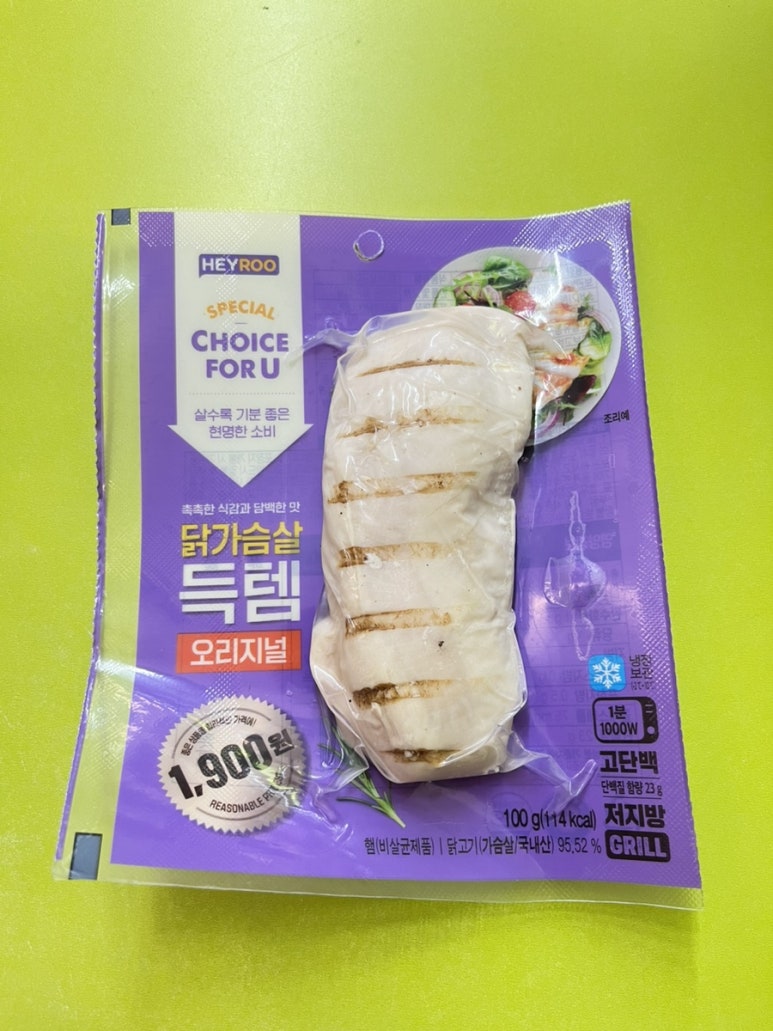 HEYROO
SPECIAL
CHOICE
FOR U
살수록 기분 좋은
현명한 소비
조리예
촉촉한 식감과 담백한 맛
닭가슴살
득템
오리지널
1,900원
REASONABLE
냉장
보관
1분
1000W
고단백
단백질 함량 23 g
100 g(114 kcal)
저지방
햄(비살균제품) | 닭고기(가슴살/국내산) 95.52 %
GRILL